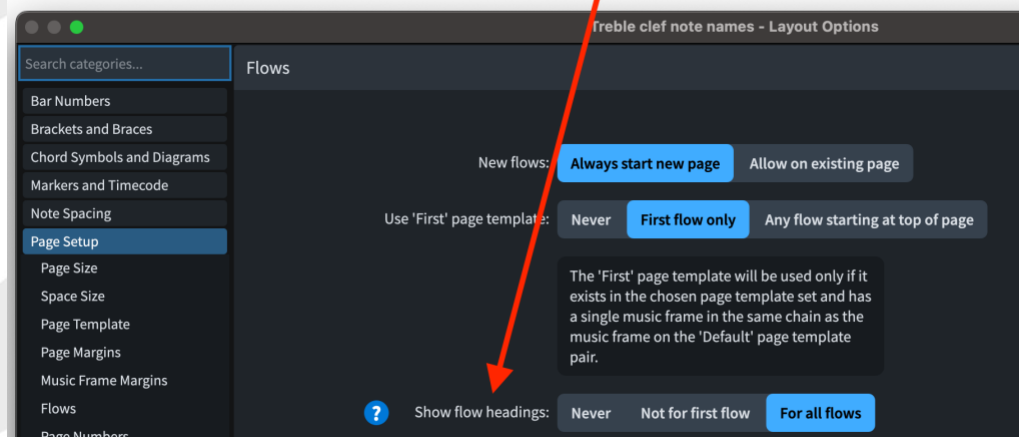 Treble clef note names - Layout Options
Search categories...
Flows
Bar Numbers
Brackets and Braces
Chord Symbols and Diagrams
Markers and Timecode
Note Spacing
Page Setup
Page Size
Space Size
Page Template
Page Margins
Music Frame Margins
Flows
Page Numbers
New flows: Always start new page Allow on existing page
Use 'First' page template: Never First flow only Any flow starting at top of page
The 'First' page template will be used only if it
exists in the chosen page template set and has
a single music frame in the same chain as the
music frame on the 'Default' page template
pair.
? Show flow headings: Never Not for first flow For all flows